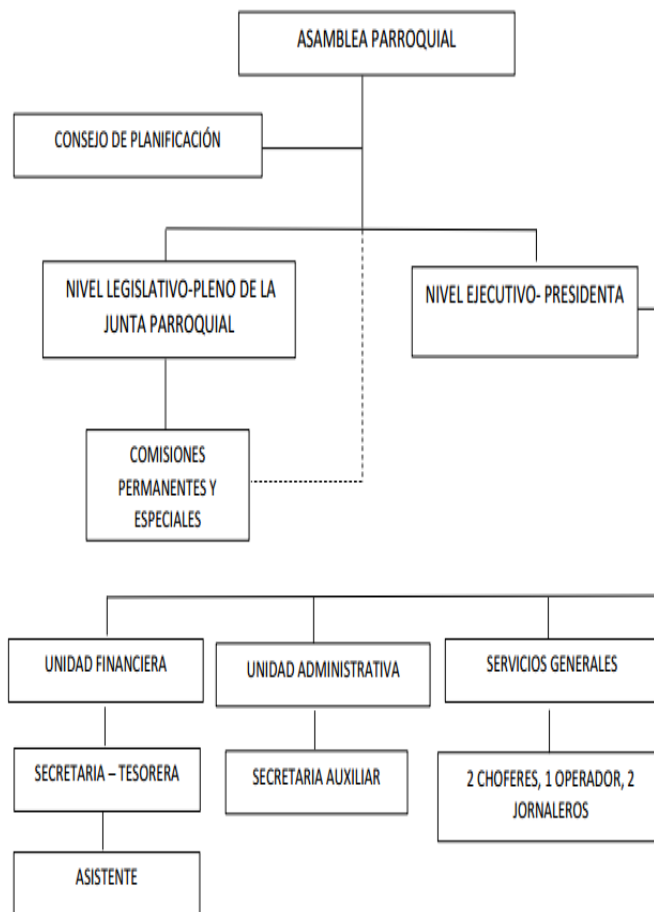 ASAMBLEA PARROQUIAL
CONSEJO DE PLANIFICACIÓN
NIVEL LEGISLATIVO-PLENO DE LA
JUNTA PARROQUIAL
NIVEL EJECUTIVO- PRESIDENTA
COMISIONES
PERMANENTES Y
ESPECIALES
UNIDAD FINANCIERA
UNIDAD ADMINISTRATIVA
SERVICIOS GENERALES
SECRETARIA – TESORERA
SECRETARIA AUXILIAR
2 CHOFERES, 1 OPERADOR, 2
JORNALEROS
ASISTENTE